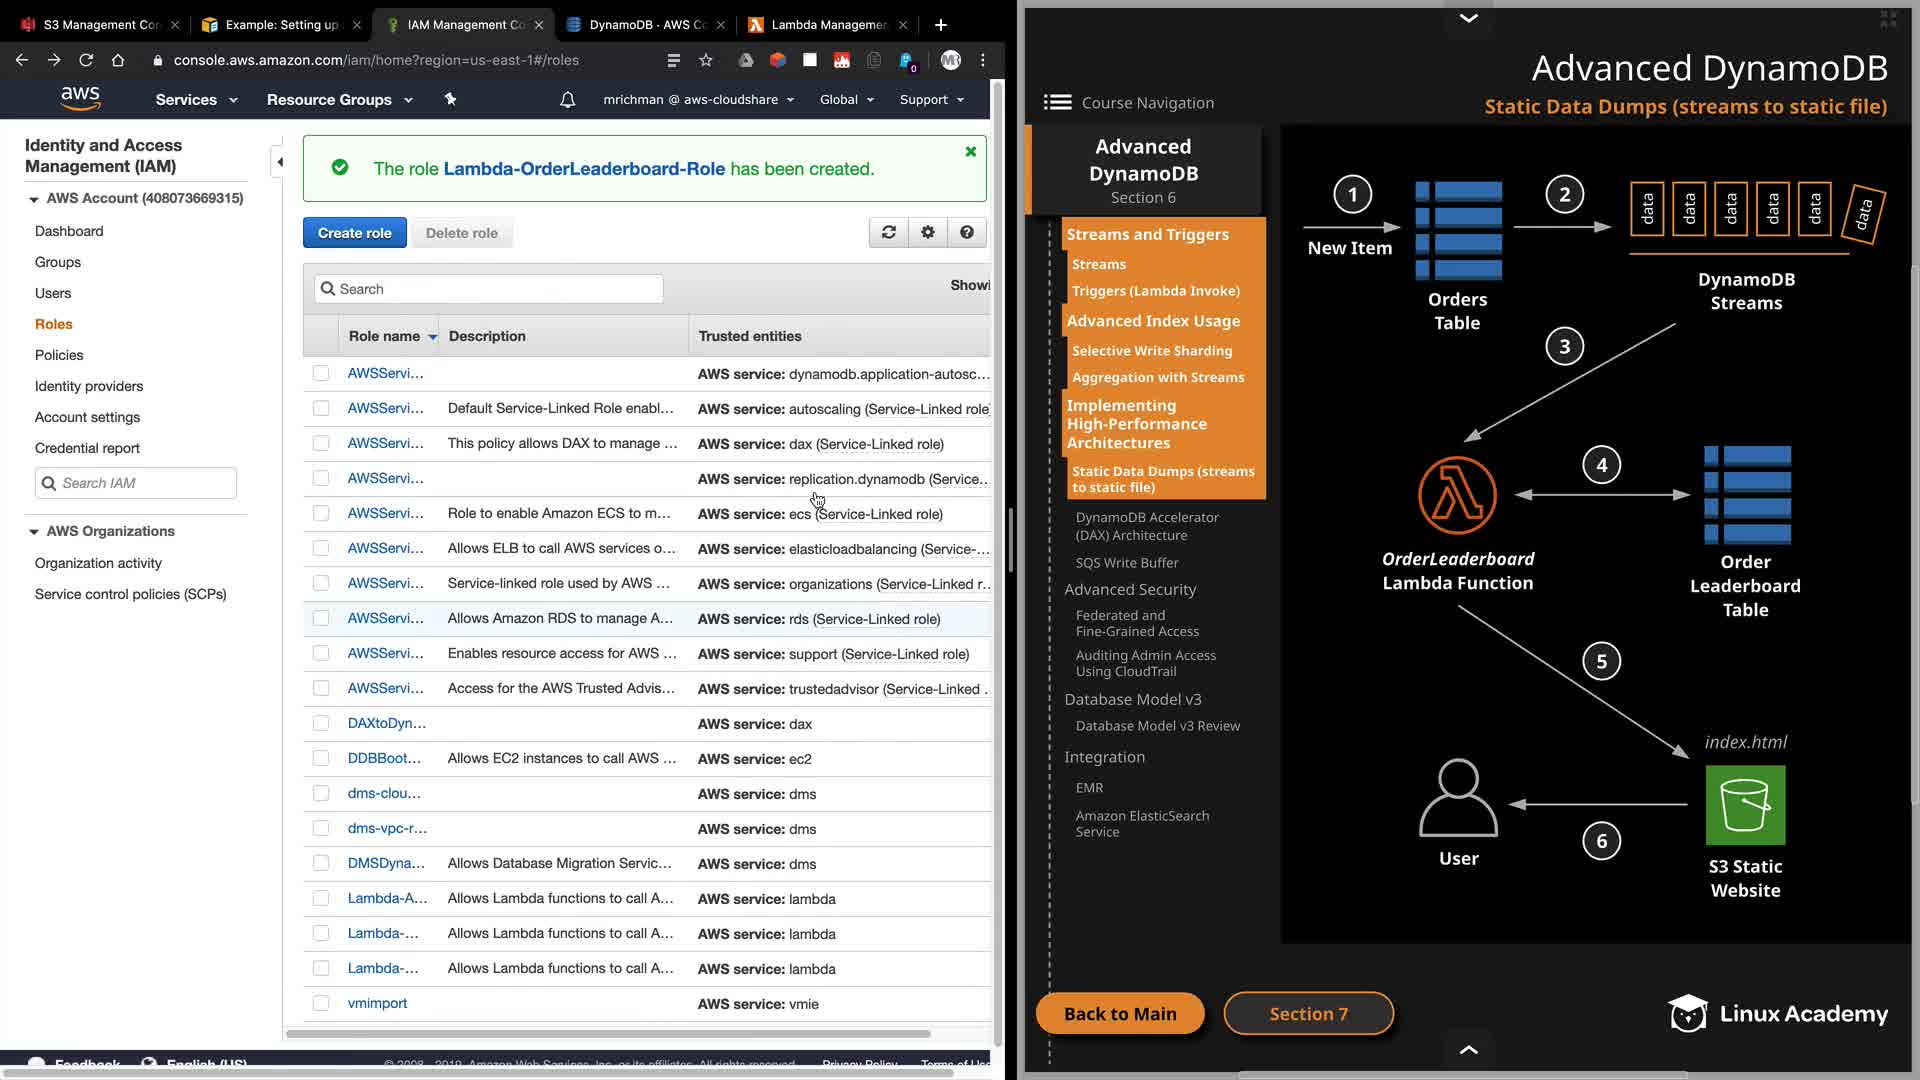 S3 Management Con
Example: Setting up
IAM Management Co
DynamoDB · AWS Co
Lambda Managemen
console.aws.amazon.com/iam/home?region=us-east-1#/roles
0
aws
Services
Resource Groups
mrichman @ aws-cloudshare
Global
Support
Identity and Access
Management (IAM)
AWS Account (408073669315)
Dashboard
Groups
Users
Roles
Policies
Identity providers
Account settings
Credential report
Search IAM
AWS Organizations
Organization activity
Service control policies (SCPs)
The role Lambda-OrderLeaderboard-Role has been created.
Create role
Delete role
Search
Showi
Role name
Description
Trusted entities
AWSServi... AWS service: dynamodb.application-autosc...
AWSServi... Default Service-Linked Role enabl... AWS service: autoscaling (Service-Linked role
AWSServi... This policy allows DAX to manage ... AWS service: dax (Service-Linked role)
AWSServi... AWS service: replication.dynamodb (Service...
AWSServi... Role to enable Amazon ECS to m... AWS service: ecs (Service-Linked role)
AWSServi... Allows ELB to call AWS services o... AWS service: elasticloadbalancing (Service-...
AWSServi... Service-linked role used by AWS ... AWS service: organizations (Service-Linked r...
AWSServi... Allows Amazon RDS to manage A... AWS service: rds (Service-Linked role)
AWSServi... Enables resource access for AWS ... AWS service: support (Service-Linked role)
AWSServi... Access for the AWS Trusted Advis... AWS service: trustedadvisor (Service-Linked .
DAXtoDyn... AWS service: dax
DDBBoot... Allows EC2 instances to call AWS ... AWS service: ec2
dms-clou... AWS service: dms
dms-vpc-r... AWS service: dms
DMSDyna... Allows Database Migration Servic... AWS service: dms
Lambda-A... Allows Lambda functions to call A... AWS service: lambda
Lambda-... Allows Lambda functions to call A... AWS service: lambda
Lambda-... Allows Lambda functions to call A... AWS service: lambda
vmimport AWS service: vmie
Feedback
English (US)
© 2008 - 2019, Amazon Web Services, Inc. or its affiliates. All rights reserved.
Privacy Policy
Terms of Use
Advanced DynamoDB
Static Data Dumps (streams to static file)
Course Navigation
Advanced
DynamoDB
Section 6
Streams and Triggers
Streams
Triggers (Lambda Invoke)
Advanced Index Usage
Selective Write Sharding
Aggregation with Streams
Implementing
High-Performance
Architectures
Static Data Dumps (streams
to static file)
DynamoDB Accelerator
(DAX) Architecture
SQS Write Buffer
Advanced Security
Federated and
Fine-Grained Access
Auditing Admin Access
Using CloudTrail
Database Model v3
Database Model v3 Review
Integration
EMR
Amazon ElasticSearch
Service
1
New Item
Orders
Table
2
data data data data data data
DynamoDB
Streams
3
4
OrderLeaderboard
Lambda Function
Order
Leaderboard
Table
5
index.html
User
6
S3 Static
Website
Back to Main
Section 7
Linux Academy